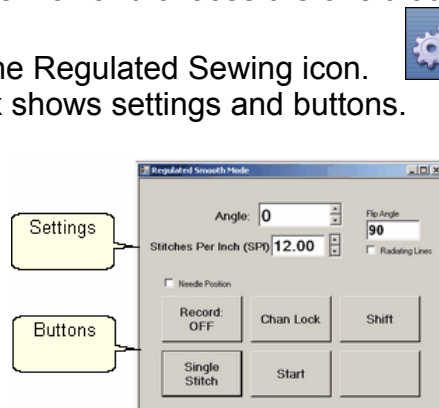 he Regulated Sewing icon.
x shows settings and buttons.
Regulated Smooth Mode
Settings
Angle: 0
Flip Angle
90
Stitches Per Inch (SPI) 12.00
Radiating Lines
Needle Position
Buttons
Record: OFF
Chan Lock
Shift
Single Stitch
Start